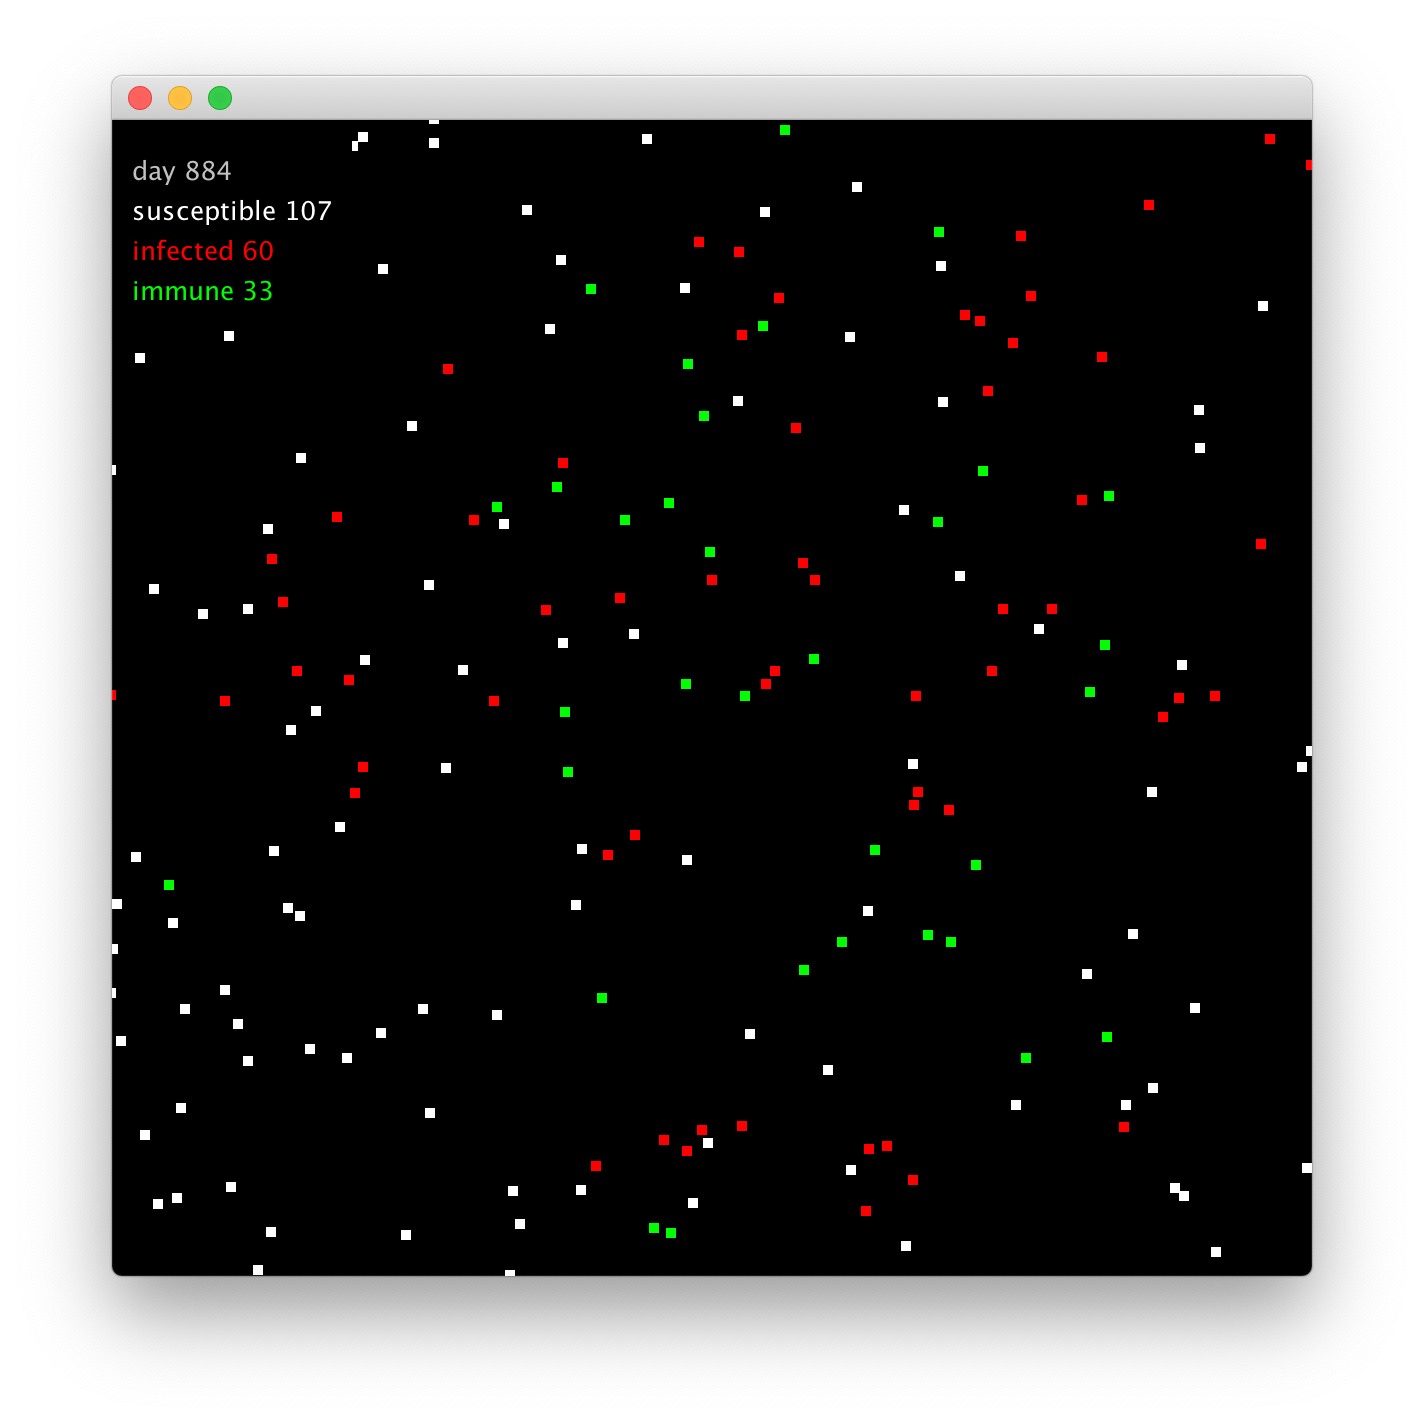 day 884
susceptible 107
infected 60
immune 33